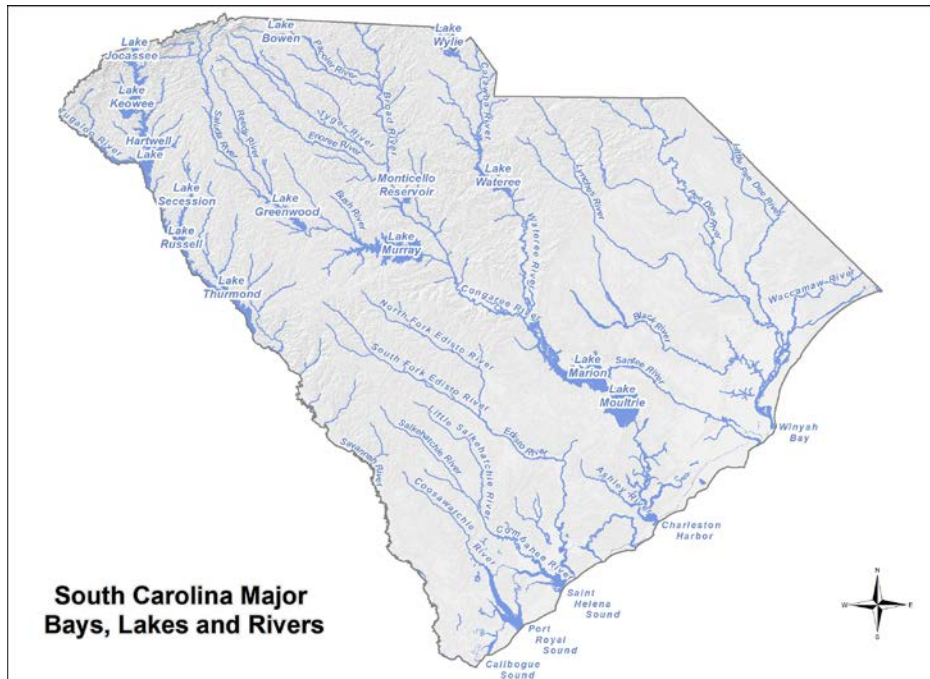 Lake
Bowen
Lake
Wylie
Lake
Jocassee
Pacolet River
Catawba River
Lake
Keowee
Broad River
Tugaloo River
Tyger River
Little Pee Dee River
Saluda River
Reedy River
Enoree River
Hartwell
Lake
Pee Dee River
Lynches River
Lake
Wateree
Monticello
Reservoir
Lake
Secession
Lake
Greenwood
Bush River
Lake
Russell
Lake
Murray
Wateree River
Waccamaw River
Lake
Thurmond
Congaree River
North Fork Edisto River
Black River
South Fork Edisto River
Lake
Marion
Santee River
Lake
Moultrie
Little Salkehatchie River
Salkehatchie River
Edisto River
Winyah
Bay
Savannah River
Ashley River
Coosawatchie River
Charleston
Harbor
Combahee River
Saint
Helena
Sound
Port
Royal
Sound
Calibogue
Sound
South Carolina Major
Bays, Lakes and Rivers
N
W
E
S